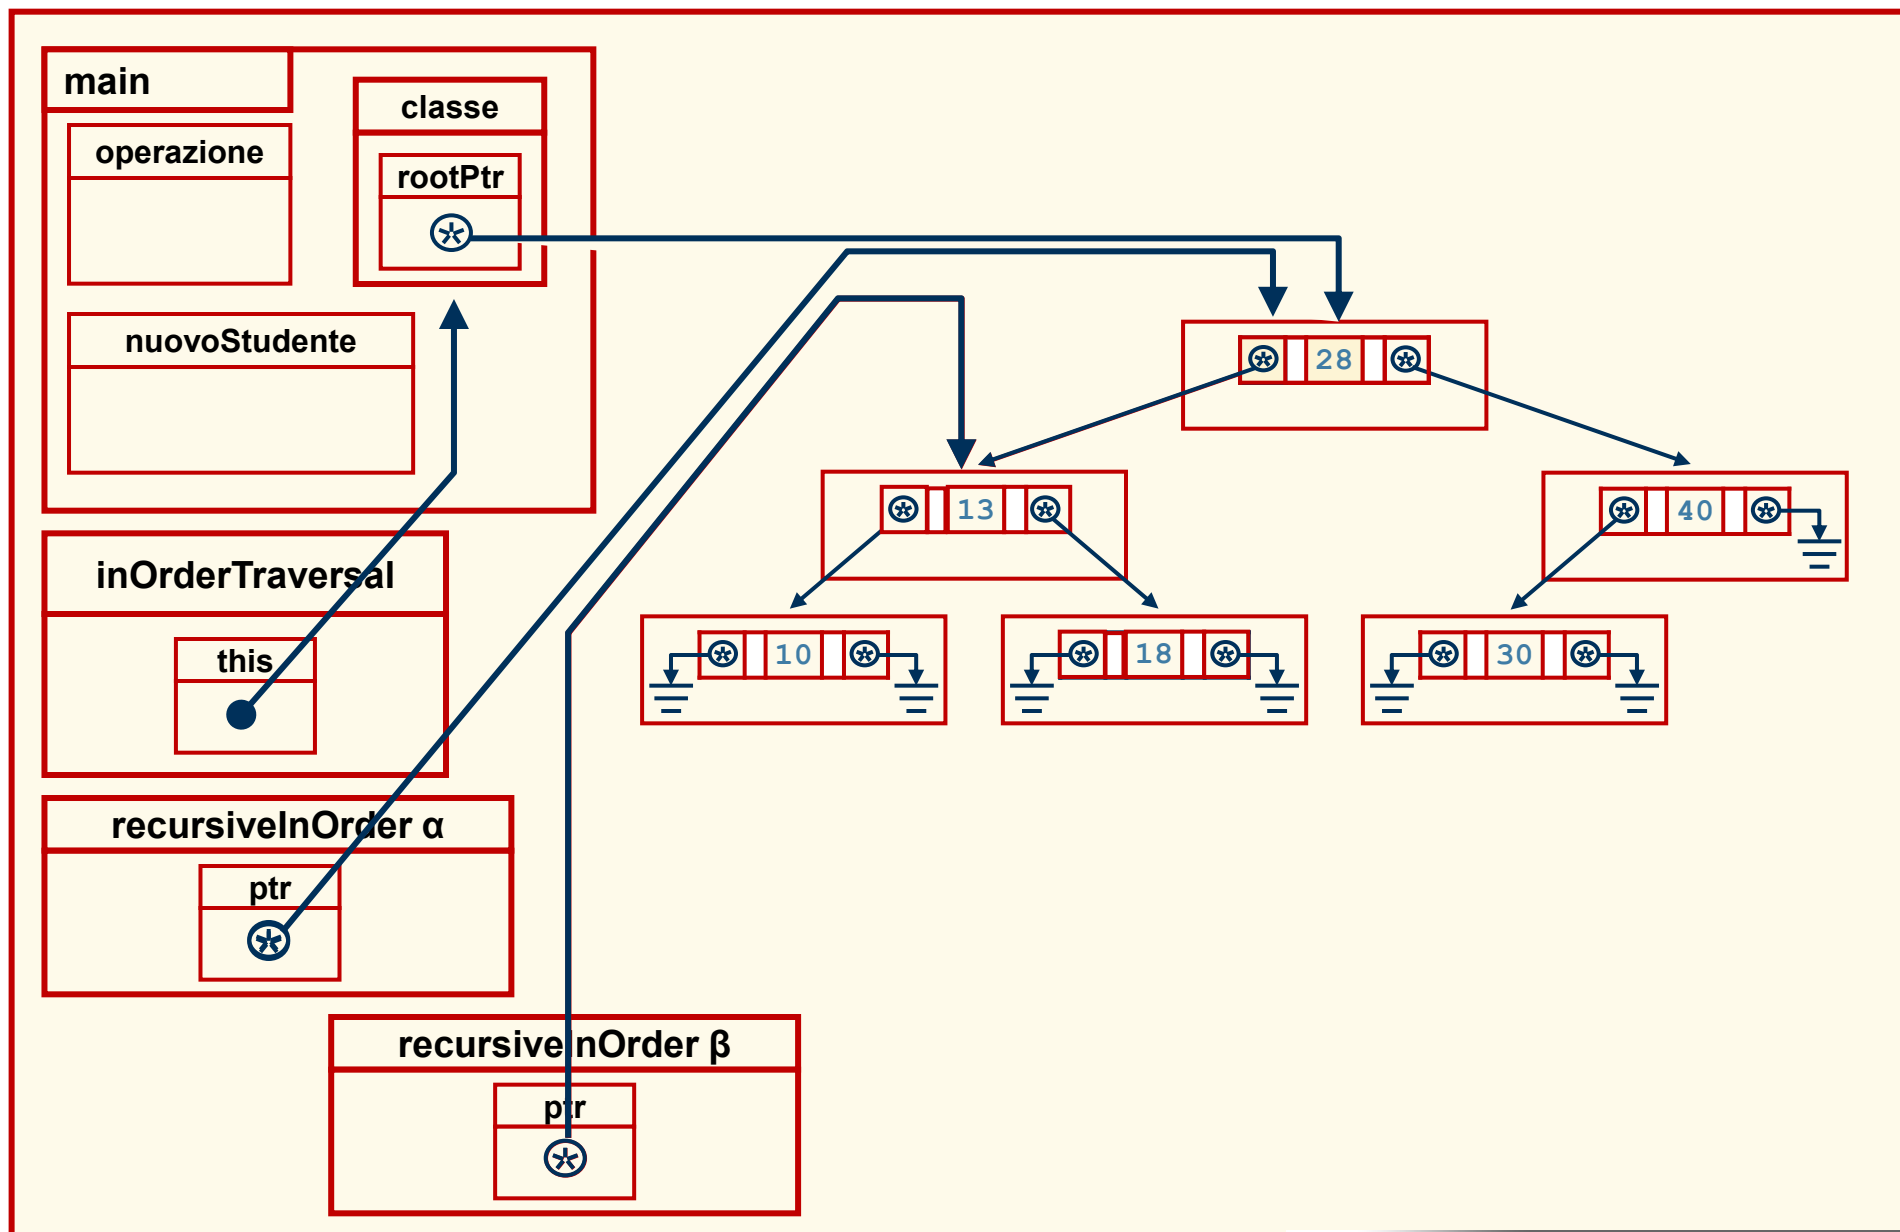 main
classe
operazione
rootPtr
nuovoStudente
28
13
40
inOrderTraversal
this
10
18
30
recursiveInOrder α
ptr
recursiveInOrder β
ptr